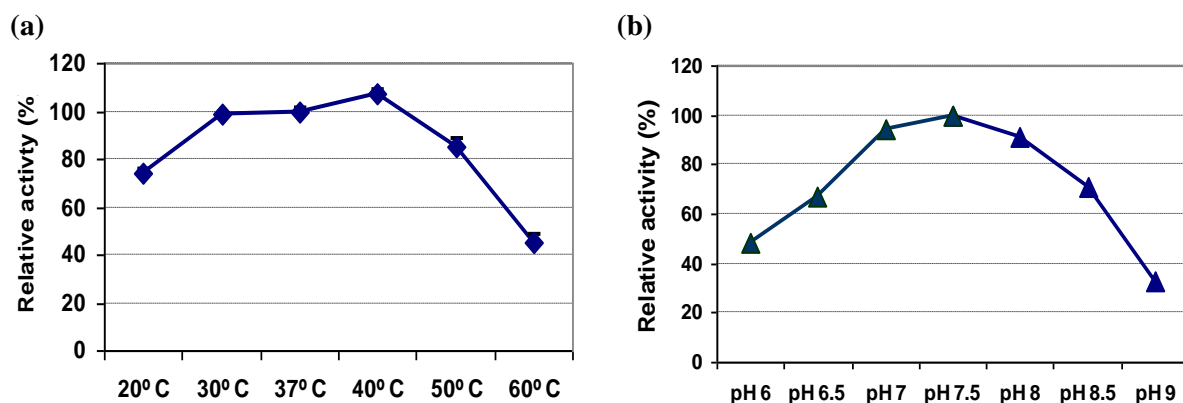 (a)
Relative activity (%
120
100
80
60
40
20
0
20º C 30º C 37º C 40º C 50º C 60º C
(b)
Relative activity (%)
120
100
80
60
40
20
0
pH 6 pH 6.5 pH 7 pH 7.5 pH 8 pH 8.5 pH 9